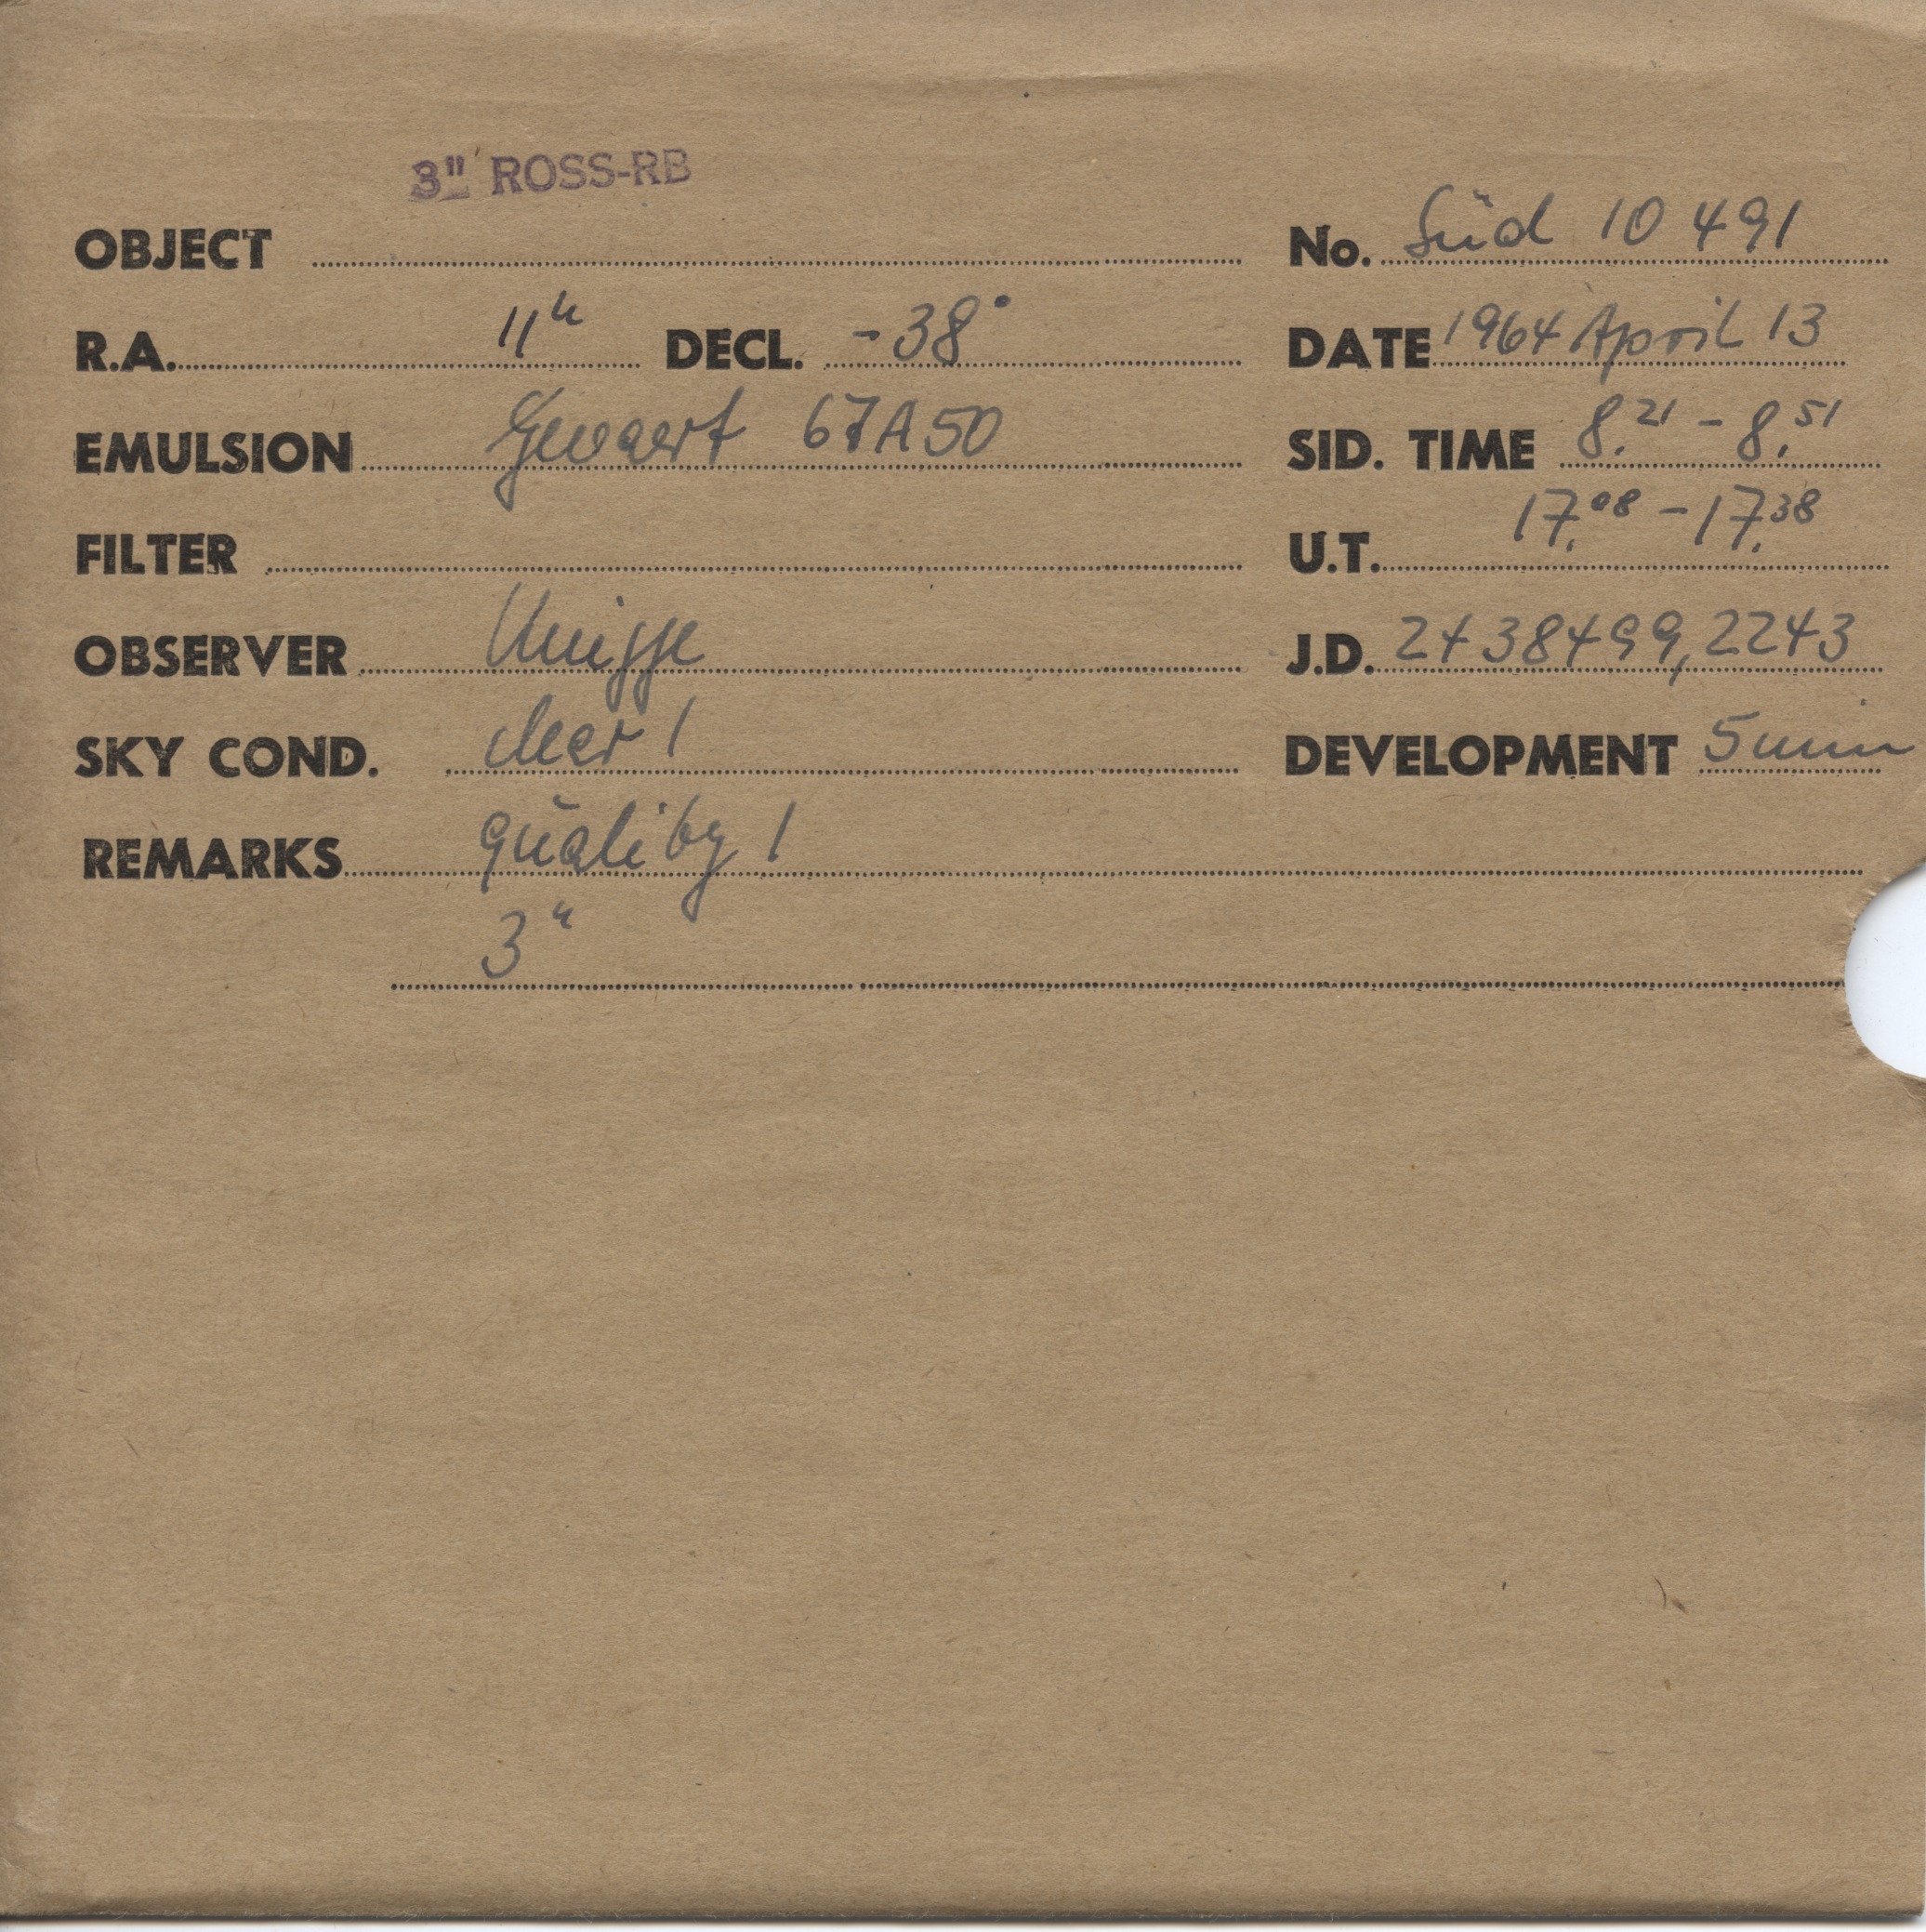 3" ROSS-RB
OBJECT No. Süd 10 491
R.A. 11h DECL. -38° DATE 1964 April 13
EMULSION Gevaert 67A50 SID. TIME 8.21 - 8.51
FILTER U.T. 17.08 - 17.38
OBSERVER Knigge J.D. 2438499,2243
SKY COND. clear 1 DEVELOPMENT 5 min
REMARKS quality 1
3"